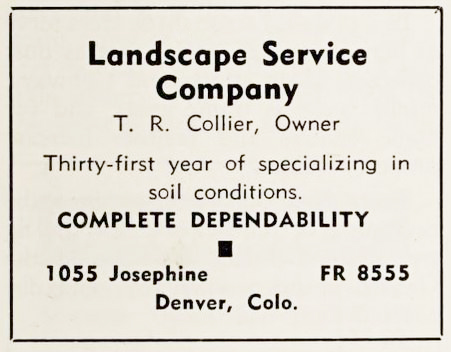 Landscape Service
Company
T. R. Collier, Owner
Thirty-first year of specializing in
soil conditions.
COMPLETE DEPENDABILITY
1055 Josephine FR 8555
Denver, Colo.